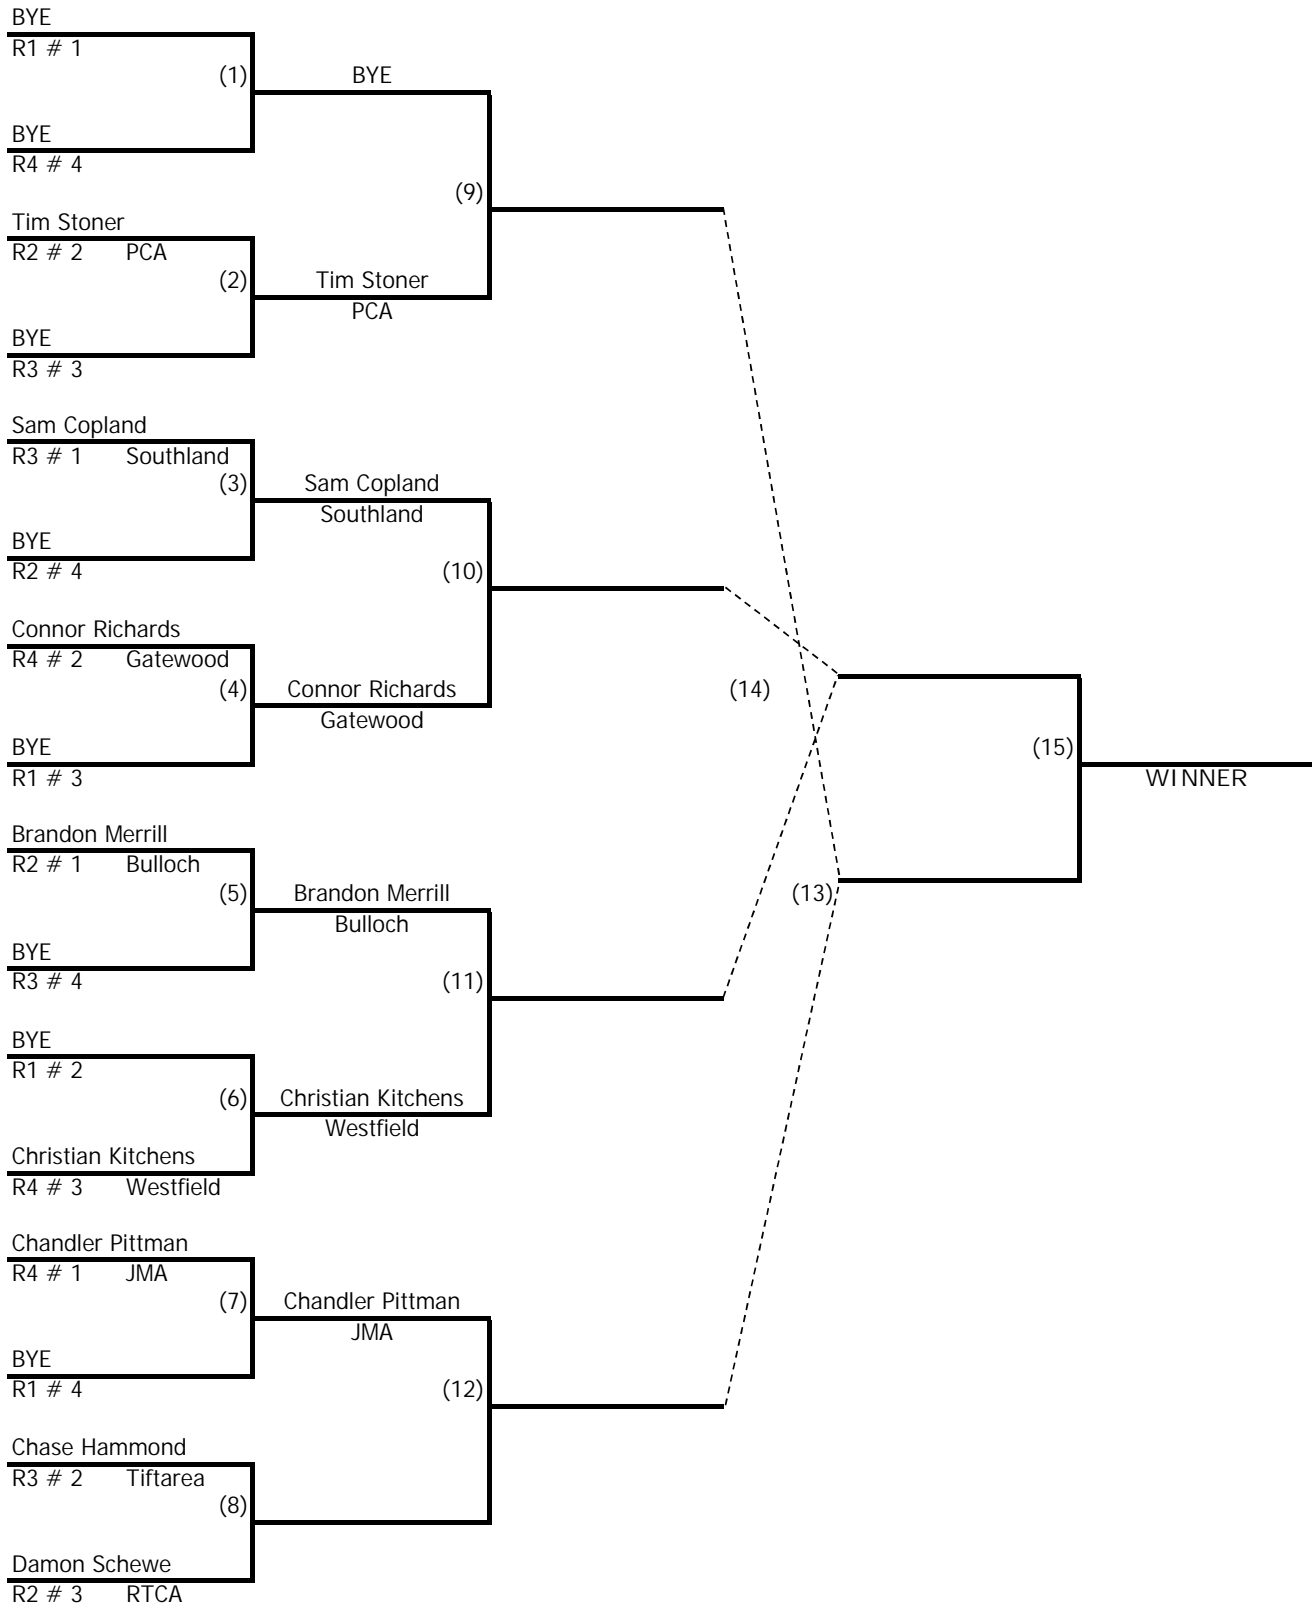 BYE
R1 # 1
(1)
BYE
BYE
R4 # 4
(9)
Tim Stoner
R2 # 2 PCA
(2)
Tim Stoner
PCA
BYE
R3 # 3
Sam Copland
R3 # 1 Southland
(3)
Sam Copland
Southland
BYE
R2 # 4
(10)
Connor Richards
R4 # 2 Gatewood
(4)
Connor Richards
Gatewood
(14)
BYE
R1 # 3
(15)
WINNER
Brandon Merrill
R2 # 1 Bulloch
(5)
Brandon Merrill
Bulloch
(13)
BYE
R3 # 4
(11)
BYE
R1 # 2
(6)
Christian Kitchens
Westfield
Christian Kitchens
R4 # 3 Westfield
Chandler Pittman
R4 # 1 JMA
(7)
Chandler Pittman
JMA
BYE
R1 # 4
(12)
Chase Hammond
R3 # 2 Tiftarea
(8)
Damon Schewe
R2 # 3 RTCA